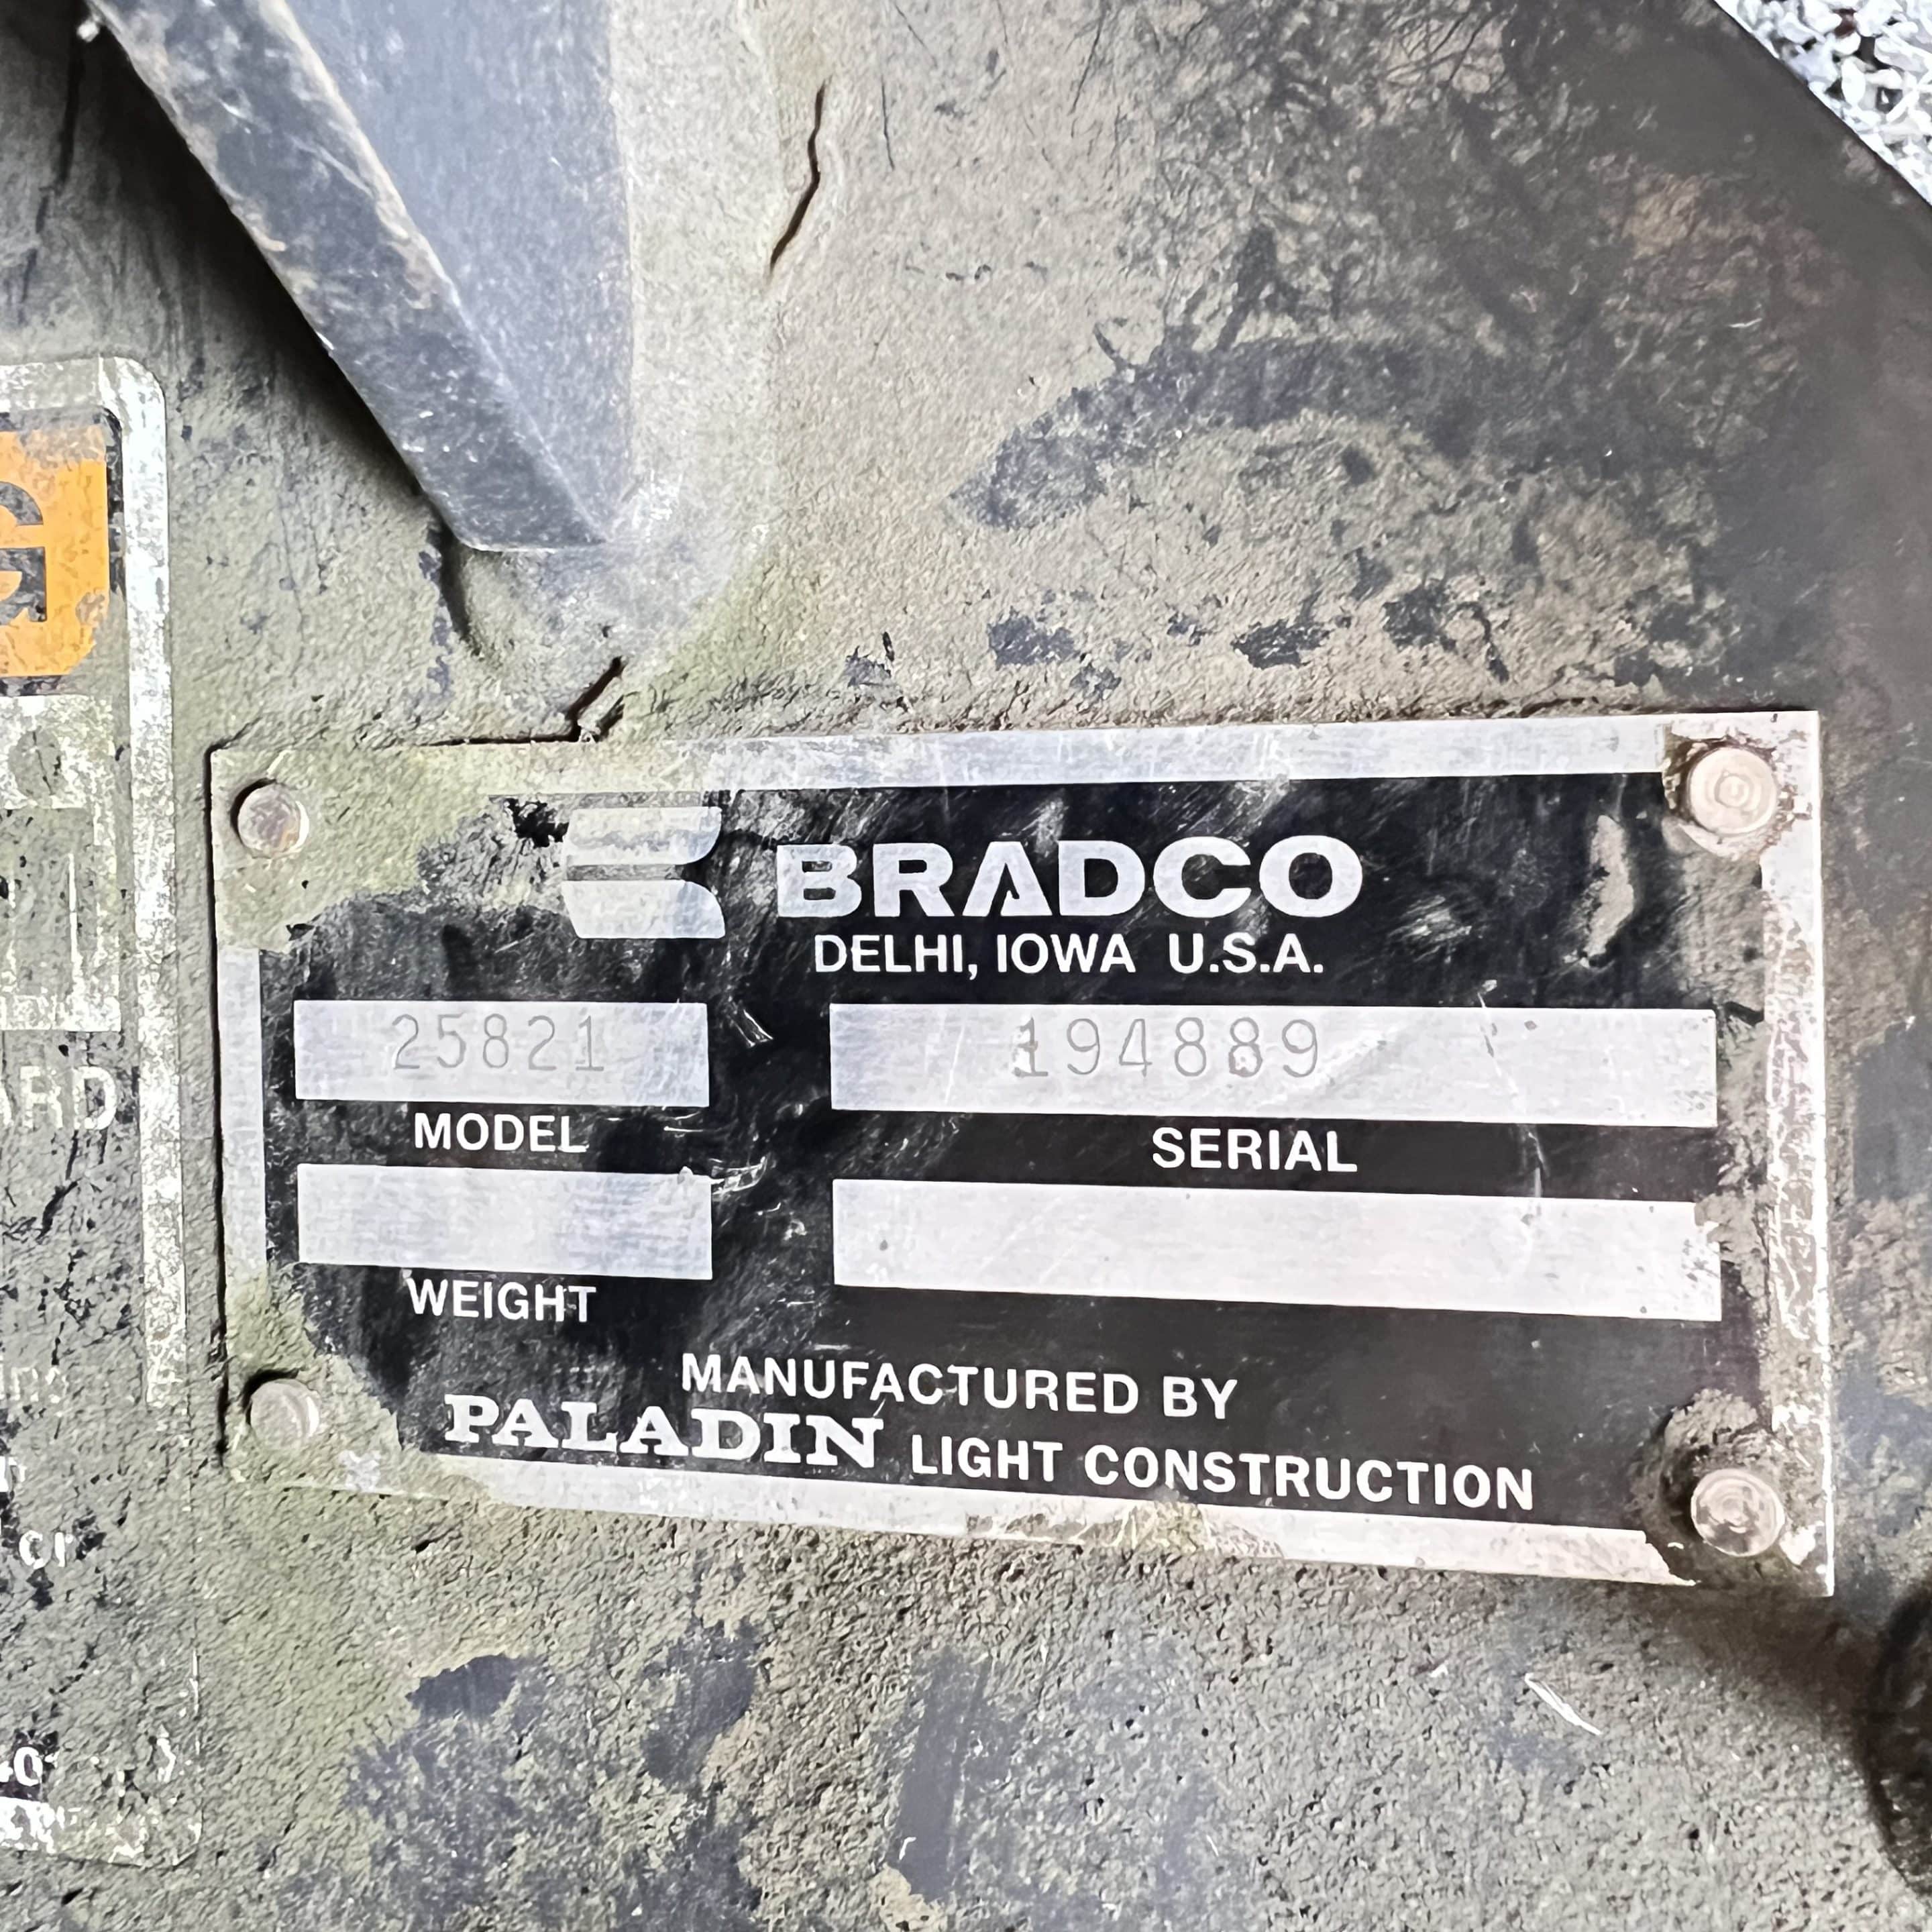 BRADCO
DELHI, IOWA U.S.A.
25821
194889
MODEL
SERIAL
WEIGHT
MANUFACTURED BY
PALADIN LIGHT CONSTRUCTION